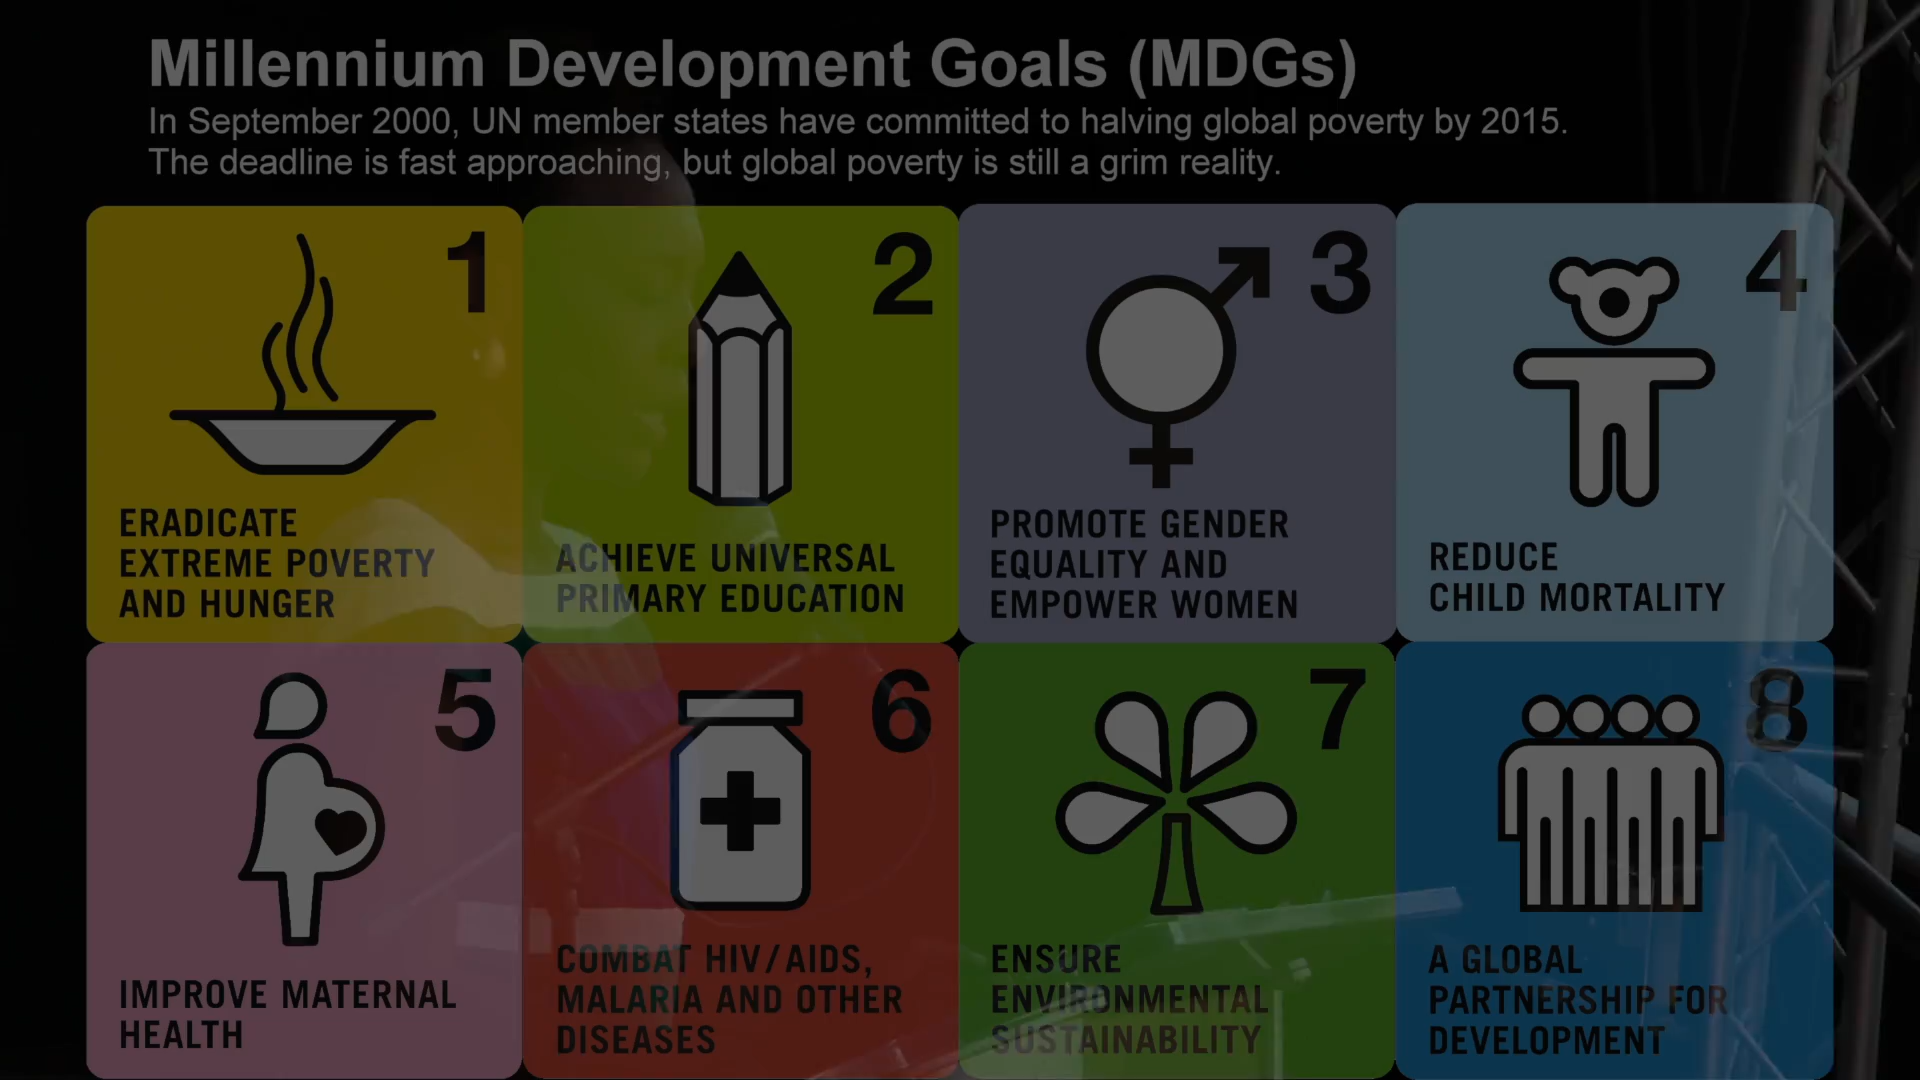 Millennium Development Goals (MDGs)
In September 2000, UN member states have committed to halving global poverty by 2015.
The deadline is fast approaching, but global poverty is still a grim reality.
1
ERADICATE
EXTREME POVERTY
AND HUNGER
2
ACHIEVE UNIVERSAL
PRIMARY EDUCATION
3
PROMOTE GENDER
EQUALITY AND
EMPOWER WOMEN
4
REDUCE
CHILD MORTALITY
5
IMPROVE MATERNAL
HEALTH
6
COMBAT HIV/AIDS,
MALARIA AND OTHER
DISEASES
7
ENSURE
ENVIRONMENTAL
SUSTAINABILITY
8
A GLOBAL
PARTNERSHIP FOR
DEVELOPMENT